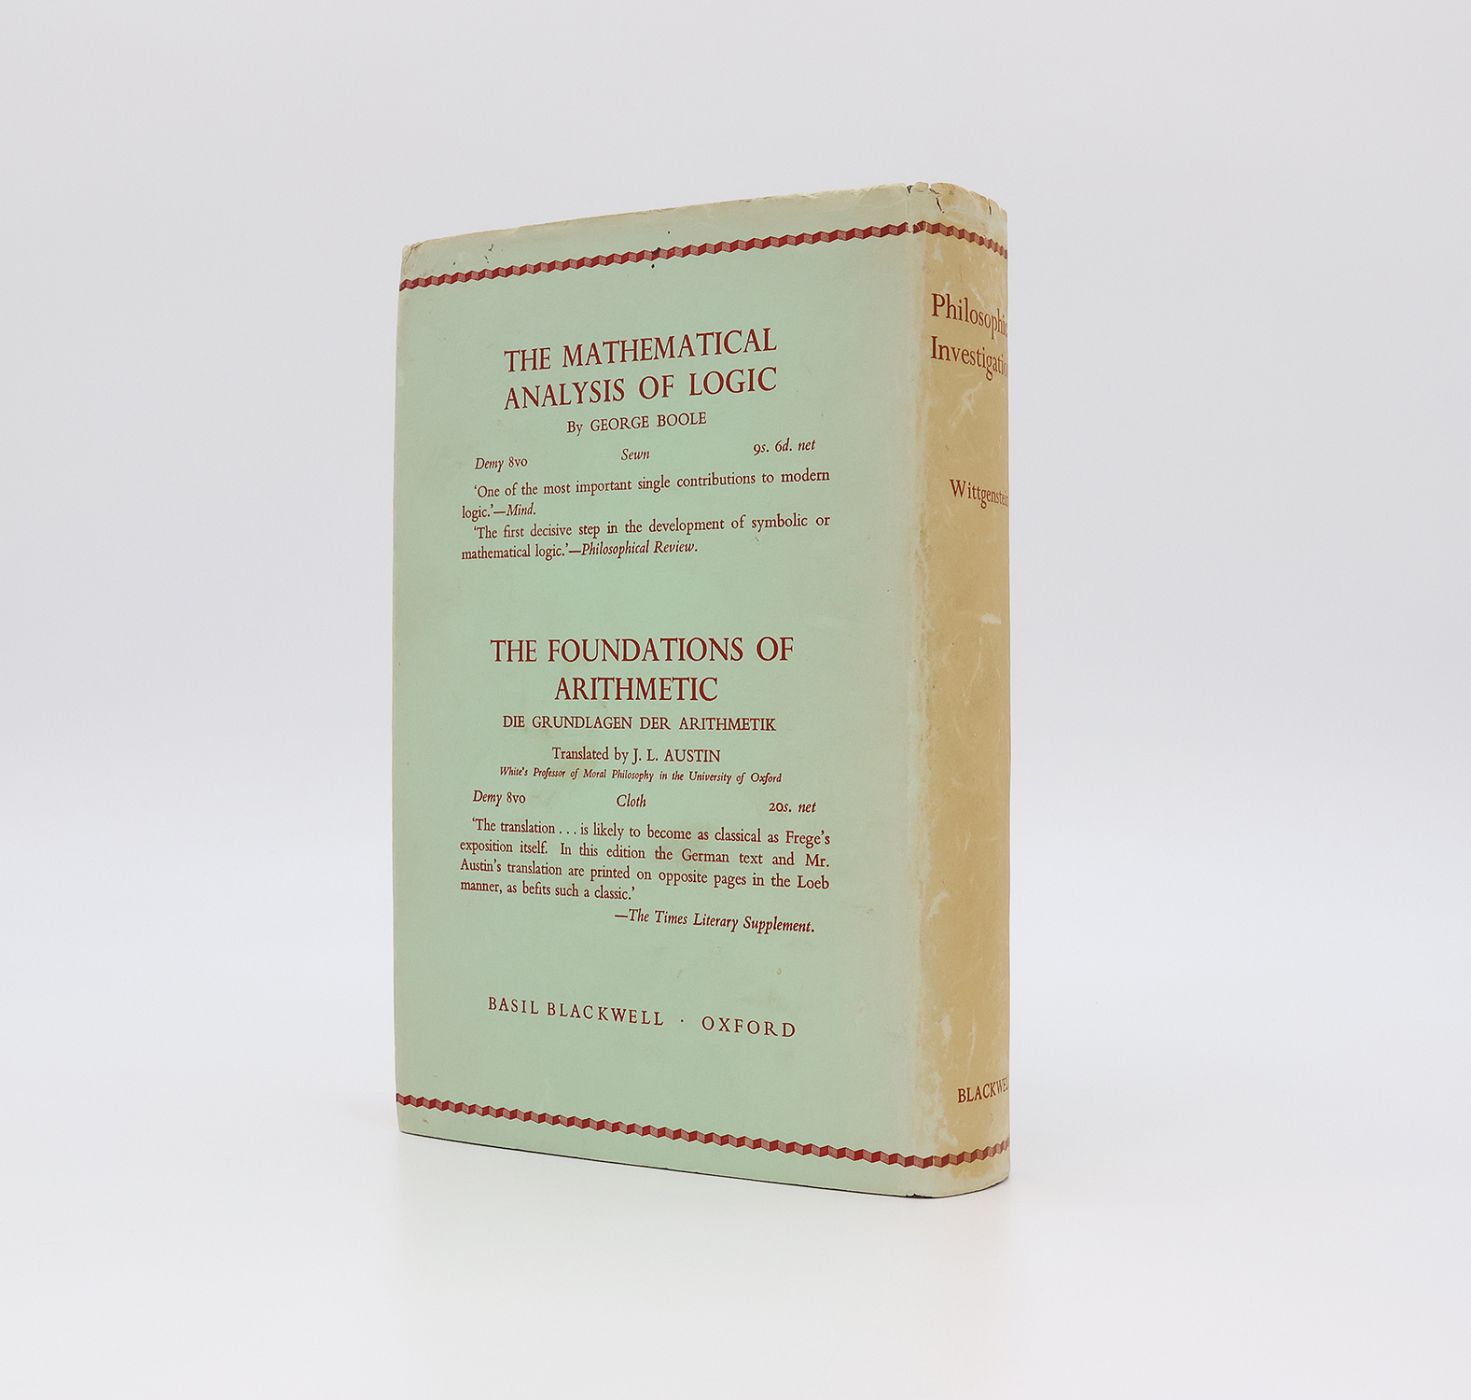 THE MATHEMATICAL
ANALYSIS OF LOGIC
By GEORGE BOOLE
Demy 8vo Sewn 9s. 6d. net
‘One of the most important single contributions to modern
logic.’—Mind.
‘The first decisive step in the development of symbolic or
mathematical logic.’—Philosophical Review.
THE FOUNDATIONS OF
ARITHMETIC
DIE GRUNDLAGEN DER ARITHMETIK
Translated by J. L. AUSTIN
White's Professor of Moral Philosophy in the University of Oxford
Demy 8vo Cloth 20s. net
‘The translation . . . is likely to become as classical as Frege’s
exposition itself. In this edition the German text and Mr.
Austin’s translation are printed on opposite pages in the Loeb
manner, as befits such a classic.’
—The Times Literary Supplement.
BASIL BLACKWELL · OXFORD
Philosophic
Investigatio
Wittgenstein
BLACKWE